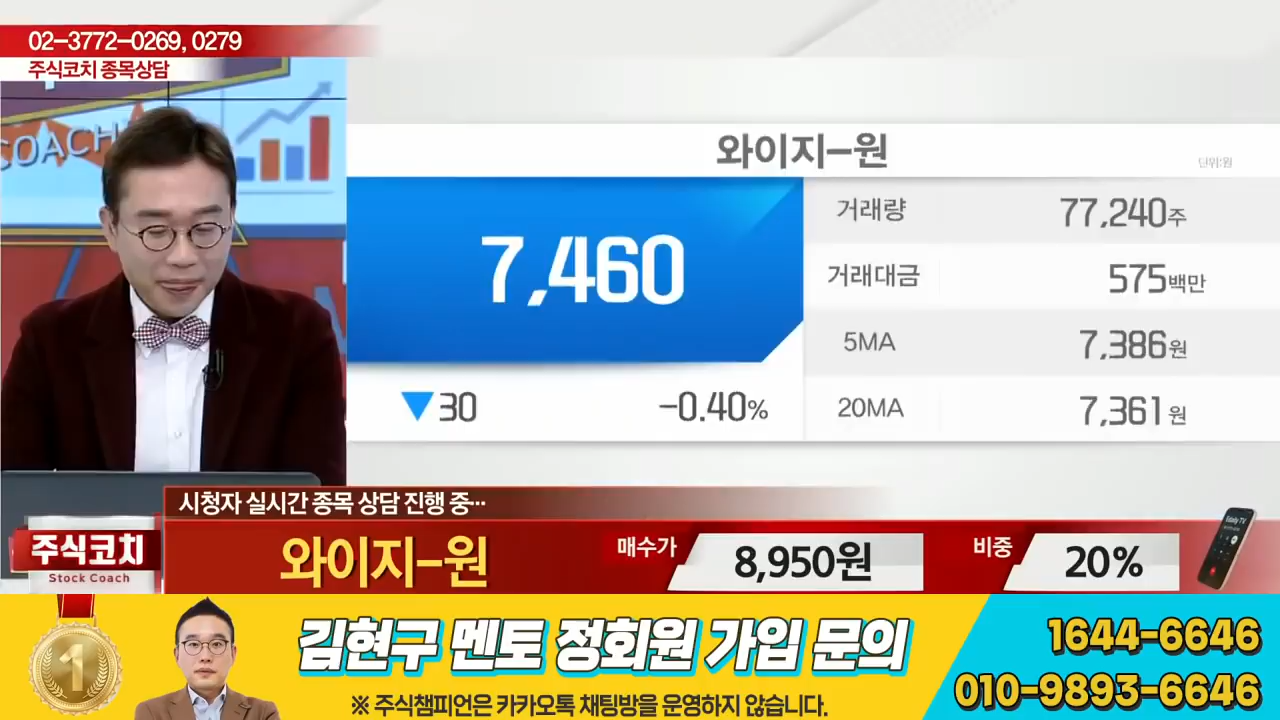 02-3772-0269, 0279
주식코치 종목상담
COACH
와이지-원
단위:원
7,460
▼30 -0.40%
거래량 77,240주
거래대금 575백만
5MA 7,386원
20MA 7,361원
시청자 실시간 종목 상담 진행 중...
주식코치
Stock Coach
와이지-원 매수가 8,950원 비중 20%
Edaily TV
1
김현구 멘토 정회원 가입 문의
※ 주식챔피언은 카카오톡 채팅방을 운영하지 않습니다.
1644-6646
010-9893-6646